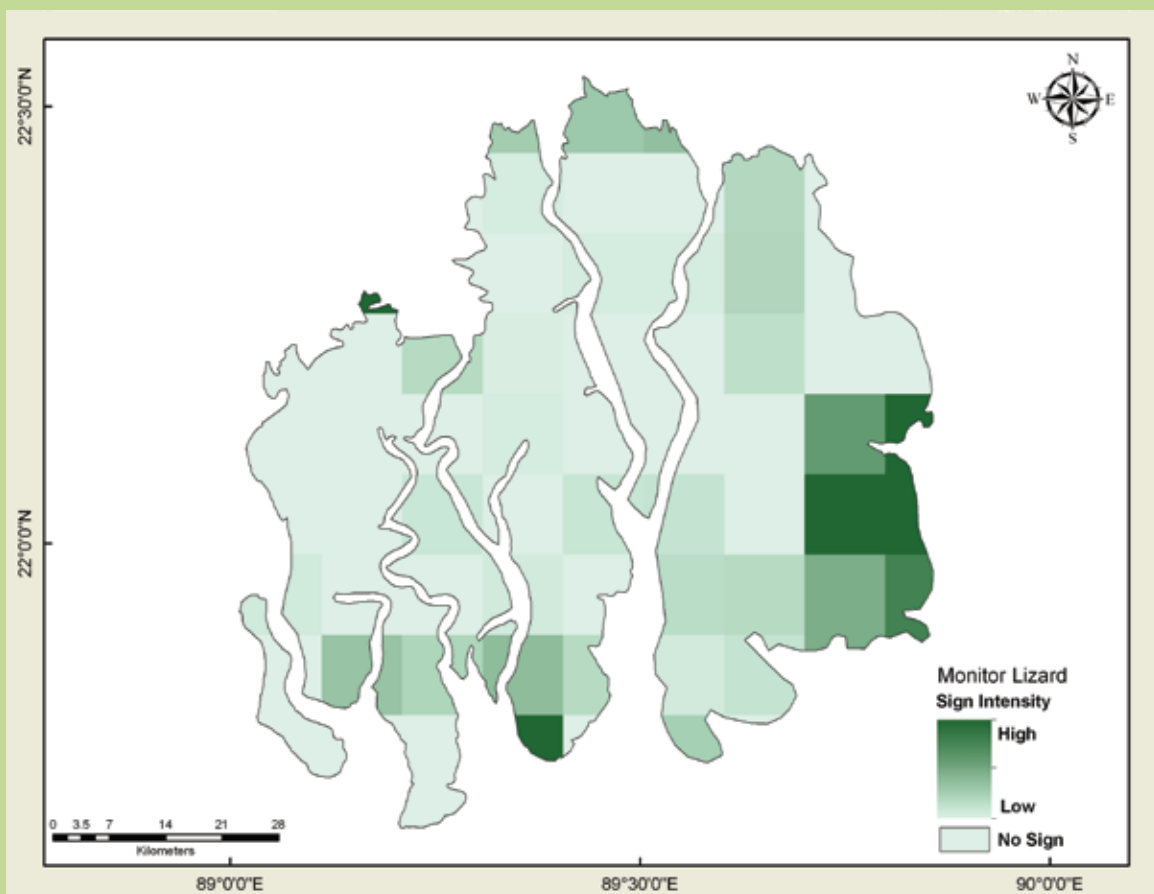 22°30'0"N
N
W E
S
22°0'0"N
Monitor Lizard
Sign Intensity
High
Low
No Sign
0 3.5 7 14 21 28
Kilometers
89°0'0"E 89°30'0"E 90°0'0"E